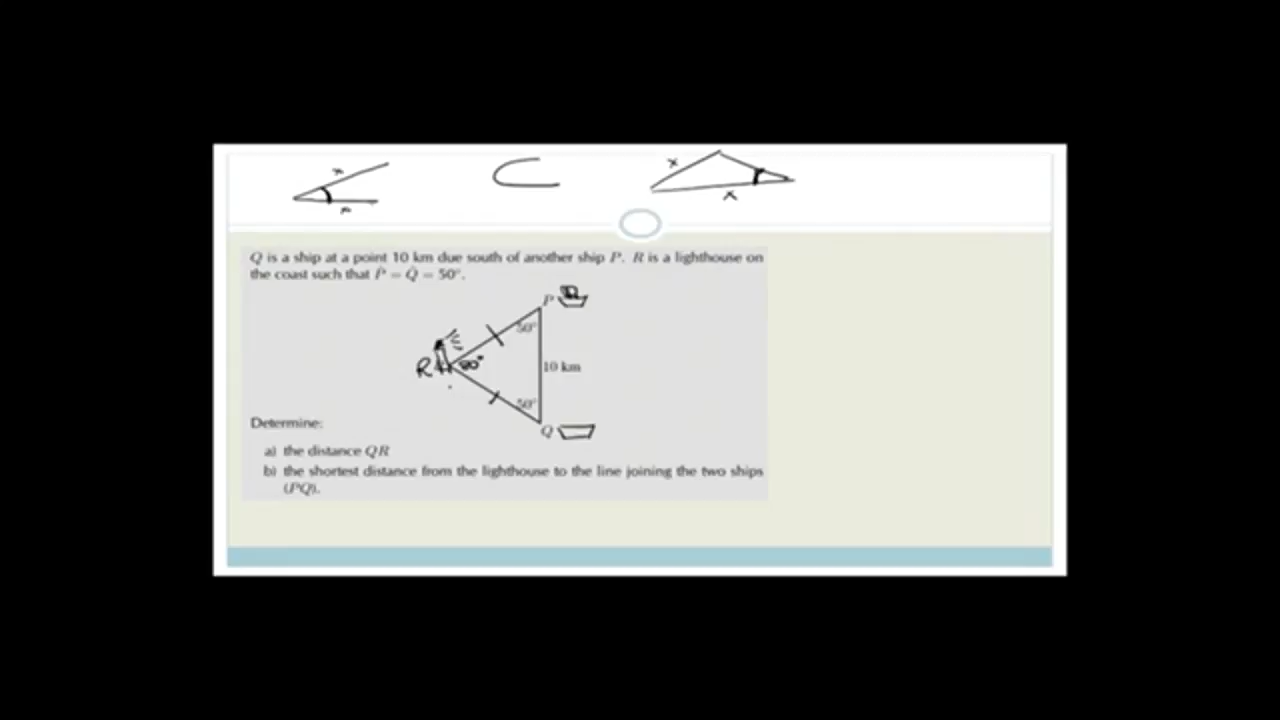 x
x
x
x
Q is a ship at a point 10 km due south of another ship P. R is a lighthouse on
the coast such that P̂ = Q̂ = 50°.
P
50°
R 80°
10 km
50°
Q
Determine:
a) the distance QR
b) the shortest distance from the lighthouse to the line joining the two ships
(PQ).